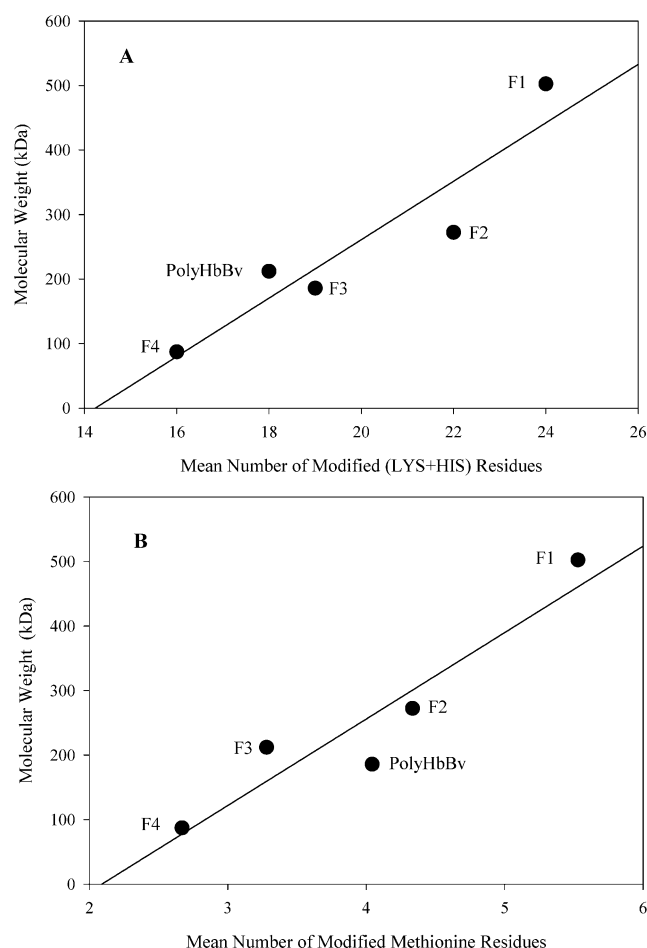 A
600
500
400
300
200
100
0
Molecular Weight (kDa)
F1
F2
PolyHbBv
F3
F4
14 16 18 20 22 24 26
Mean Number of Modified (LYS+HIS) Residues
B
600
500
400
300
200
100
0
Molecular Weight (kDa)
F1
F2
F3
PolyHbBv
F4
2 3 4 5 6
Mean Number of Modified Methionine Residues